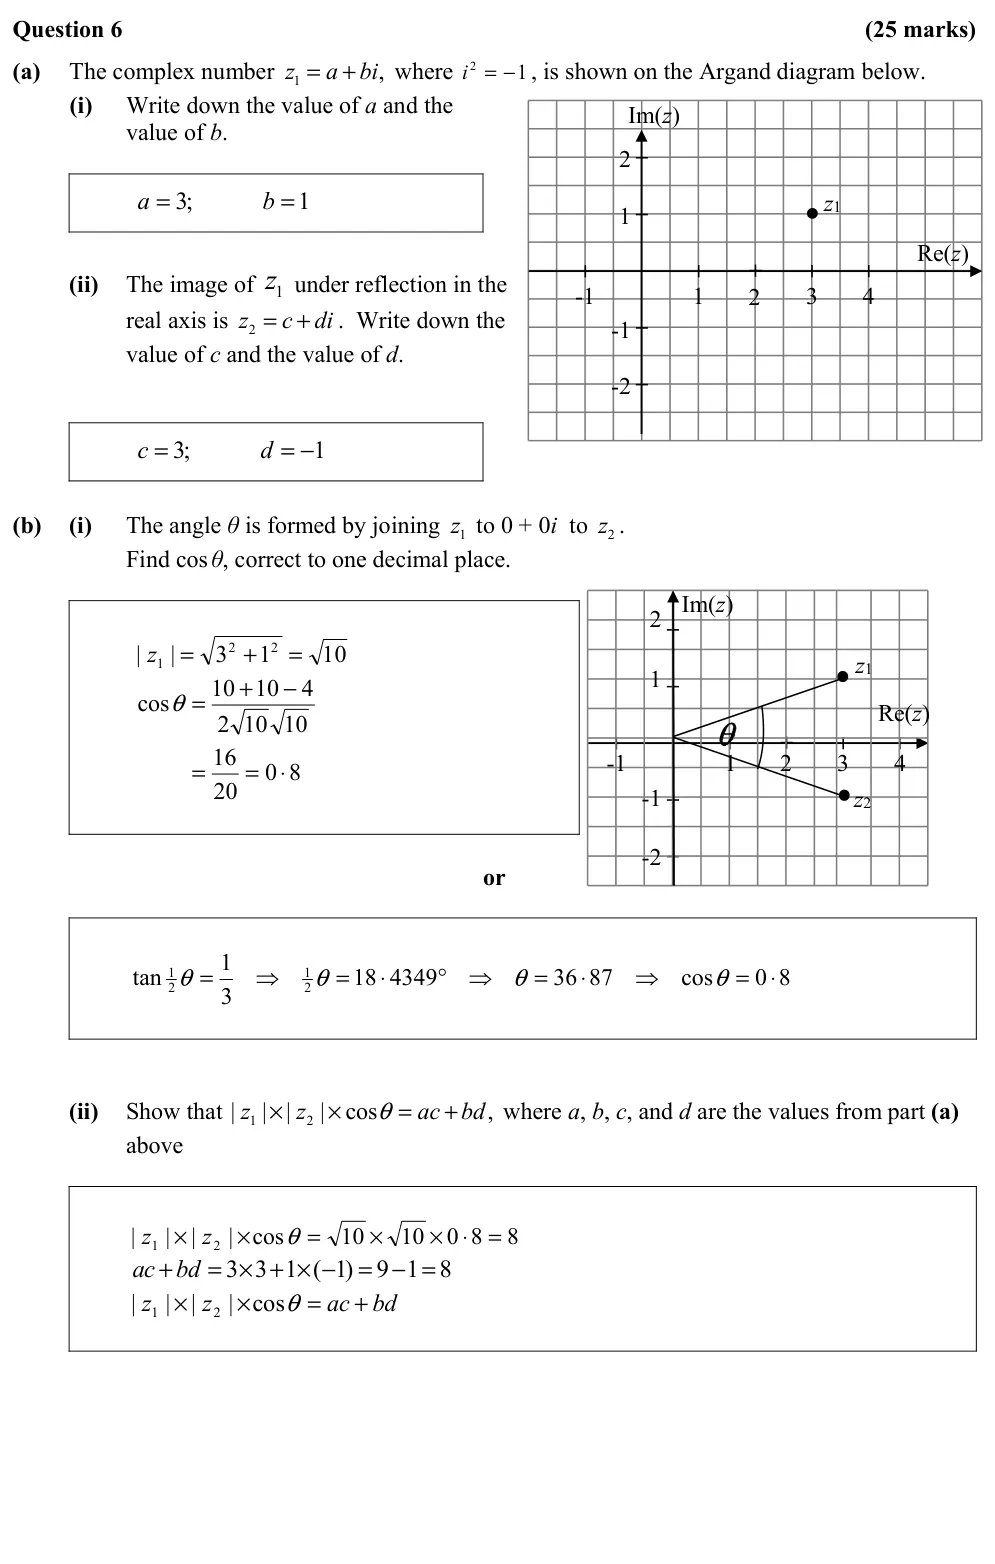 Question 6 (25 marks)
(a) The complex number z₁ = a + bi, where i² = −1, is shown on the Argand diagram below.
(i) Write down the value of a and the
value of b.
a = 3; b = 1
(ii) The image of z₁ under reflection in the
real axis is z₂ = c + di. Write down the
value of c and the value of d.
c = 3; d = −1
Im(z)
2
z₁
1
Re(z)
-1 1 2 3 4
-1
-2
(b) (i) The angle θ is formed by joining z₁ to 0 + 0i to z₂.
Find cos θ, correct to one decimal place.
| z₁ | = √(3² + 1²) = √10
cos θ = (10 + 10 − 4)/(2√10√10)
= 16/20 = 0·8
Im(z)
2
z₁
1
Re(z)
θ
-1 1 2 3 4
-1
z₂
-2
or
tan ½θ = 1/3 ⇒ ½θ = 18·4349° ⇒ θ = 36·87 ⇒ cos θ = 0·8
(ii) Show that | z₁ | × | z₂ | × cos θ = ac + bd, where a, b, c, and d are the values from part (a)
above
| z₁ | × | z₂ | × cos θ = √10 × √10 × 0·8 = 8
ac + bd = 3×3 + 1×(−1) = 9 − 1 = 8
| z₁ | × | z₂ | × cos θ = ac + bd